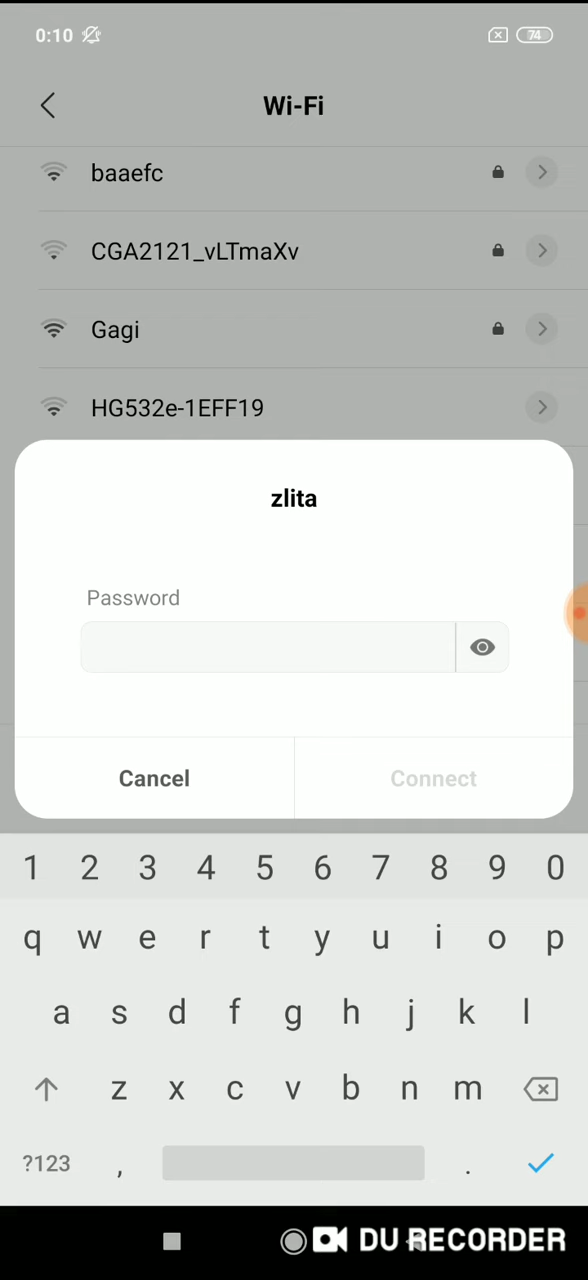 0:10 74
Wi-Fi
baaefc
CGA2121_vLTmaXv
Gagi
HG532e-1EFF19
zlita
Password
Cancel Connect
1 2 3 4 5 6 7 8 9 0
q w e r t y u i o p
a s d f g h j k l
z x c v b n m
?123 , .
DU RECORDER